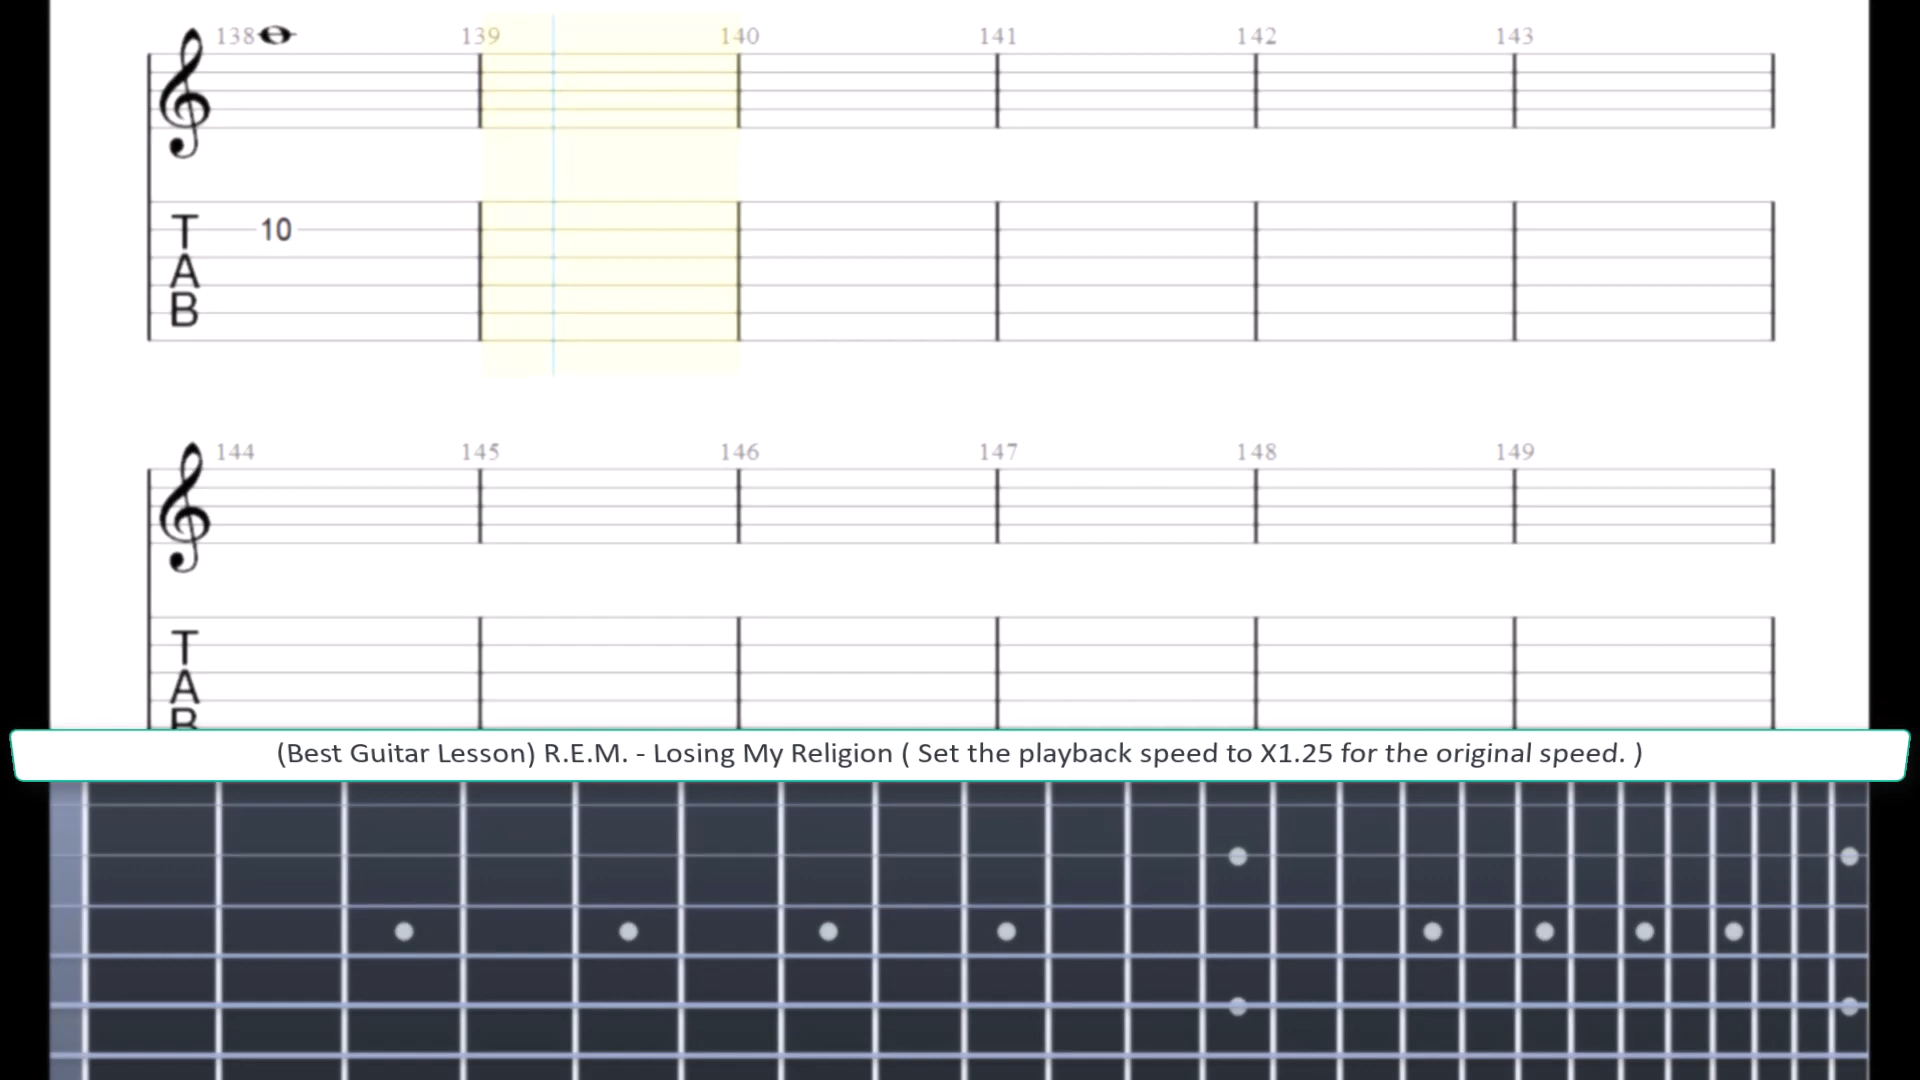 138 139 140 141 142 143
T 10
A
B
144 145 146 147 148 149
T
A
B
(Best Guitar Lesson) R.E.M. - Losing My Religion ( Set the playback speed to X1.25 for the original speed. )